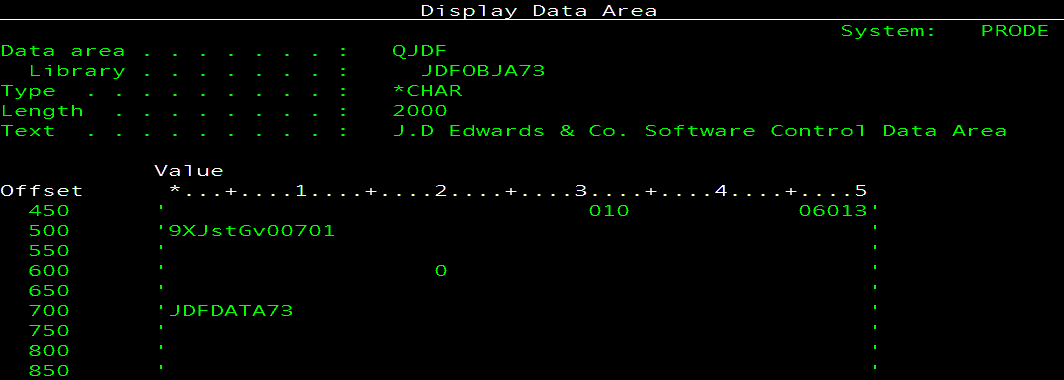 Display Data Area
System:   PRODE
Data area . . . . . . . :   QJDF
  Library . . . . . . . :     JDFOBJA73
Type  . . . . . . . . . :   *CHAR
Length  . . . . . . . . :   2000
Text  . . . . . . . . . :   J.D Edwards & Co. Software Control Data Area
           Value
Offset      *...+....1....+....2....+....3....+....4....+....5
  450      '                              010            06013'
  500      '9XJstGv00701                                      '
  550      '                                                  '
  600      '                   0                              '
  650      '                                                  '
  700      'JDFDATA73                                         '
  750      '                                                  '
  800      '                                                  '
  850      '                                                  '